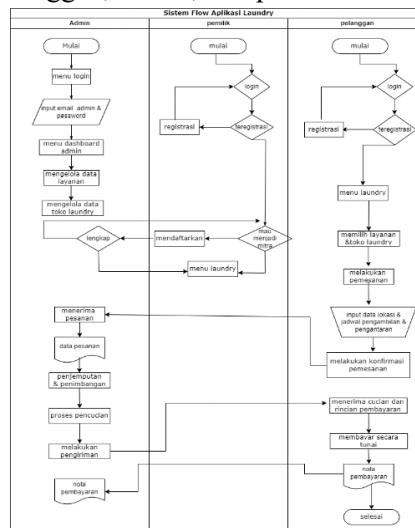 Sistem Flow Aplikasi Laundry
Admin
pemilik
pelanggan
Mulai
menu login
input email admin &
password
menu dashboard
admin
mengelola data
layanan
mengelola data
toko laundry
lengkap
menerima
pesanan
data pesanan
penjemputan
& penimbangan
proses pencucian
melakukan
pengiriman
nota
pembayaran
mulai
login
registrasi
teregistrasi
mau
menjadi
mitra
mendaftarkan
menu laundry
mulai
login
registrasi
teregistrasi
menu laundry
memilih layanan
&toko laundry
melakukan
pemesanan
input data lokasi &
jadwal pengambilan &
pengantaran
melakukan konfirmasi
pemesanan
menerima cucian dan
rincian pembayaran
membayar secara
tunai
nota
pembayaran
selesai